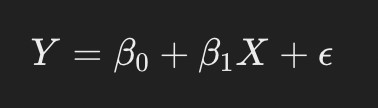 Y = β₀ + β₁X + ϵ